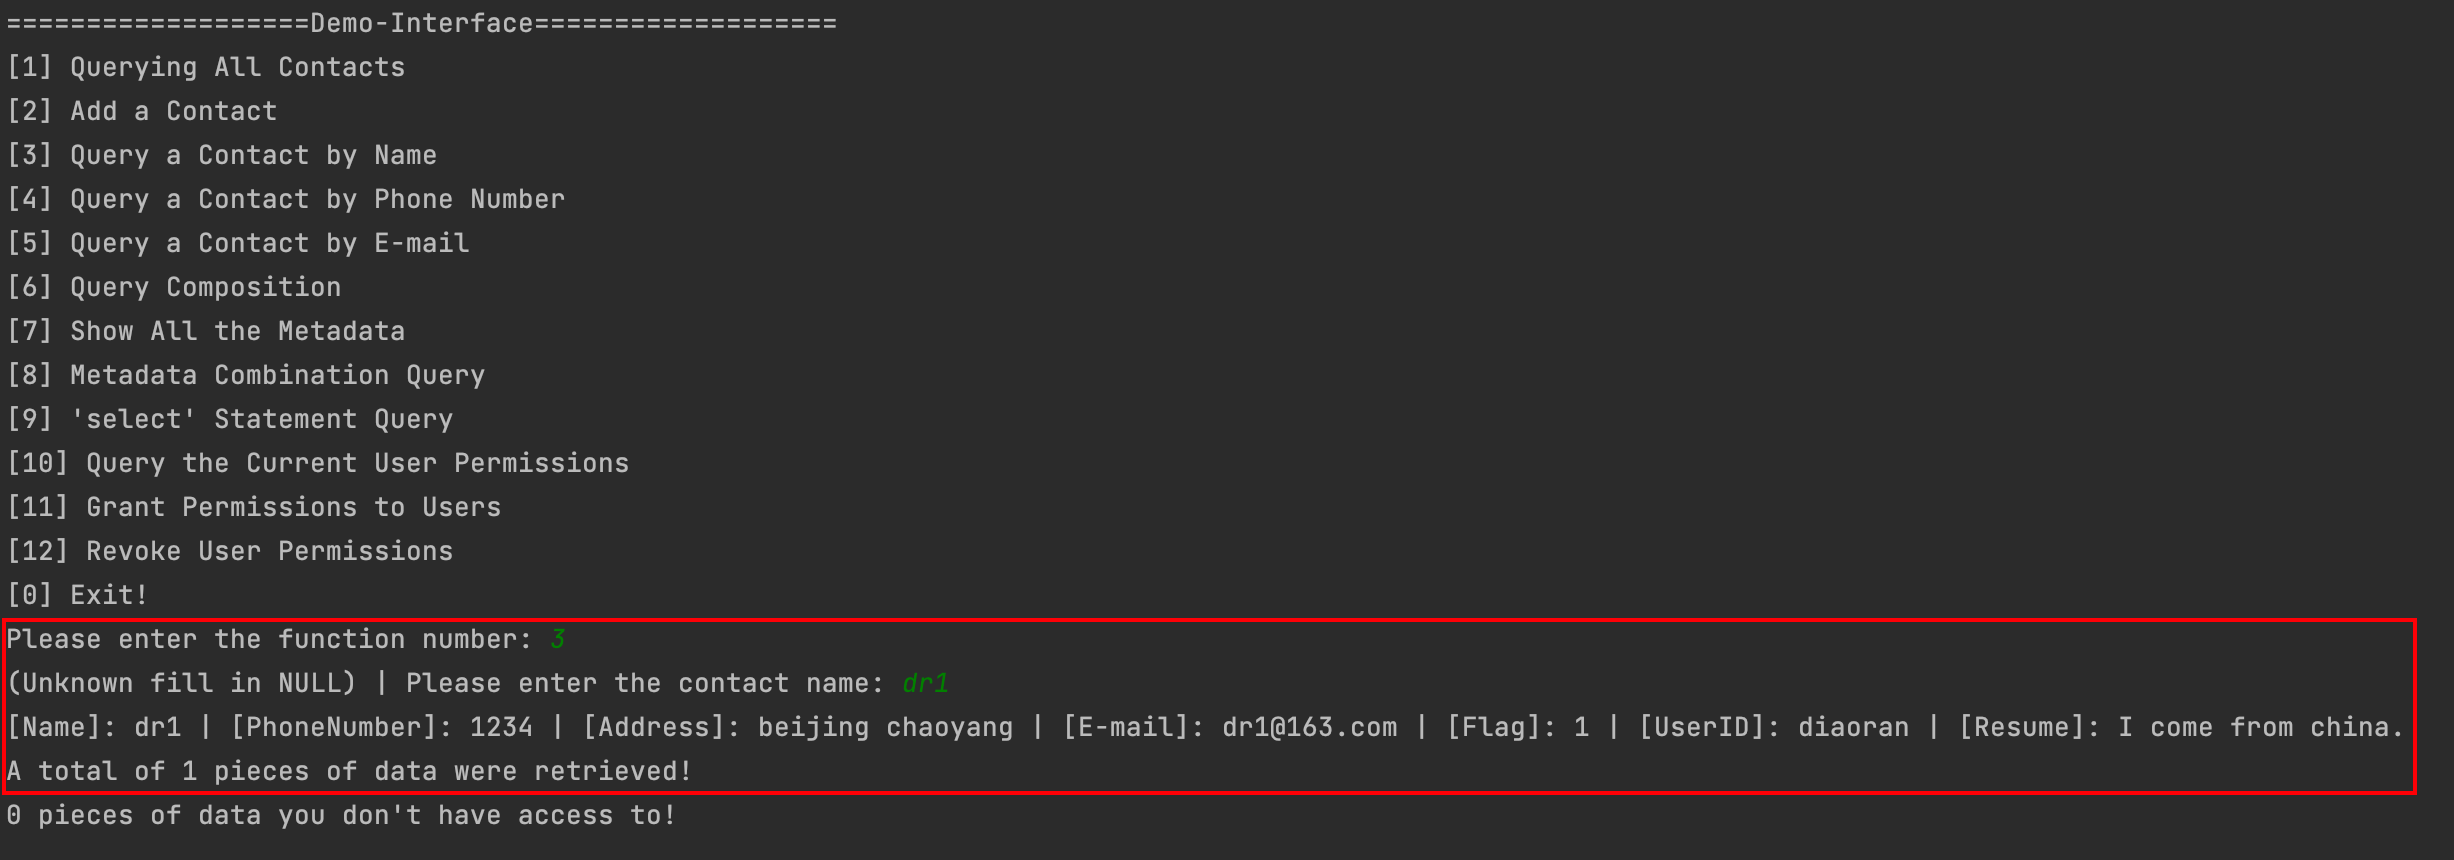 ===================Demo-Interface===================
[1] Querying All Contacts
[2] Add a Contact
[3] Query a Contact by Name
[4] Query a Contact by Phone Number
[5] Query a Contact by E-mail
[6] Query Composition
[7] Show All the Metadata
[8] Metadata Combination Query
[9] 'select' Statement Query
[10] Query the Current User Permissions
[11] Grant Permissions to Users
[12] Revoke User Permissions
[0] Exit!
Please enter the function number: 3
(Unknown fill in NULL) | Please enter the contact name: dr1
[Name]: dr1 | [PhoneNumber]: 1234 | [Address]: beijing chaoyang | [E-mail]: dr1@163.com | [Flag]: 1 | [UserID]: diaoran | [Resume]: I come from china.
A total of 1 pieces of data were retrieved!
0 pieces of data you don't have access to!